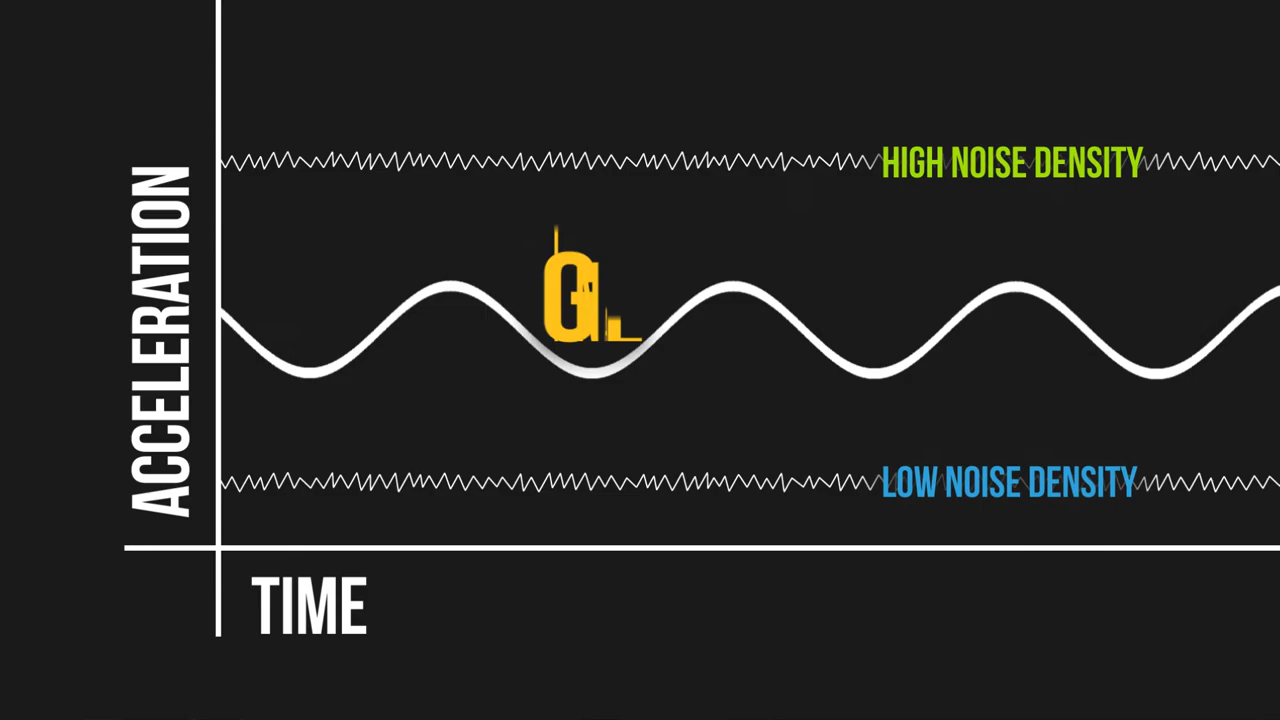 HIGH NOISE DENSITY
ACCELERATION
LOW NOISE DENSITY
TIME